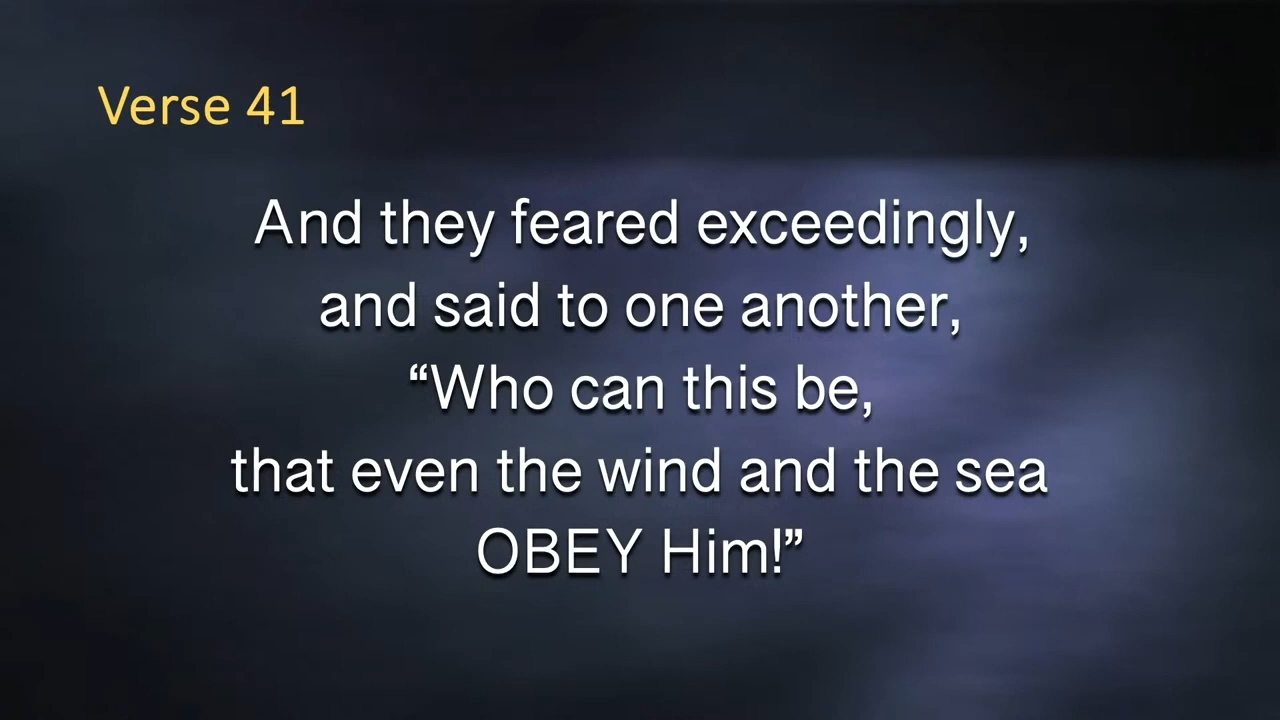 Verse 41
And they feared exceedingly,
and said to one another,
“Who can this be,
that even the wind and the sea
OBEY Him!”